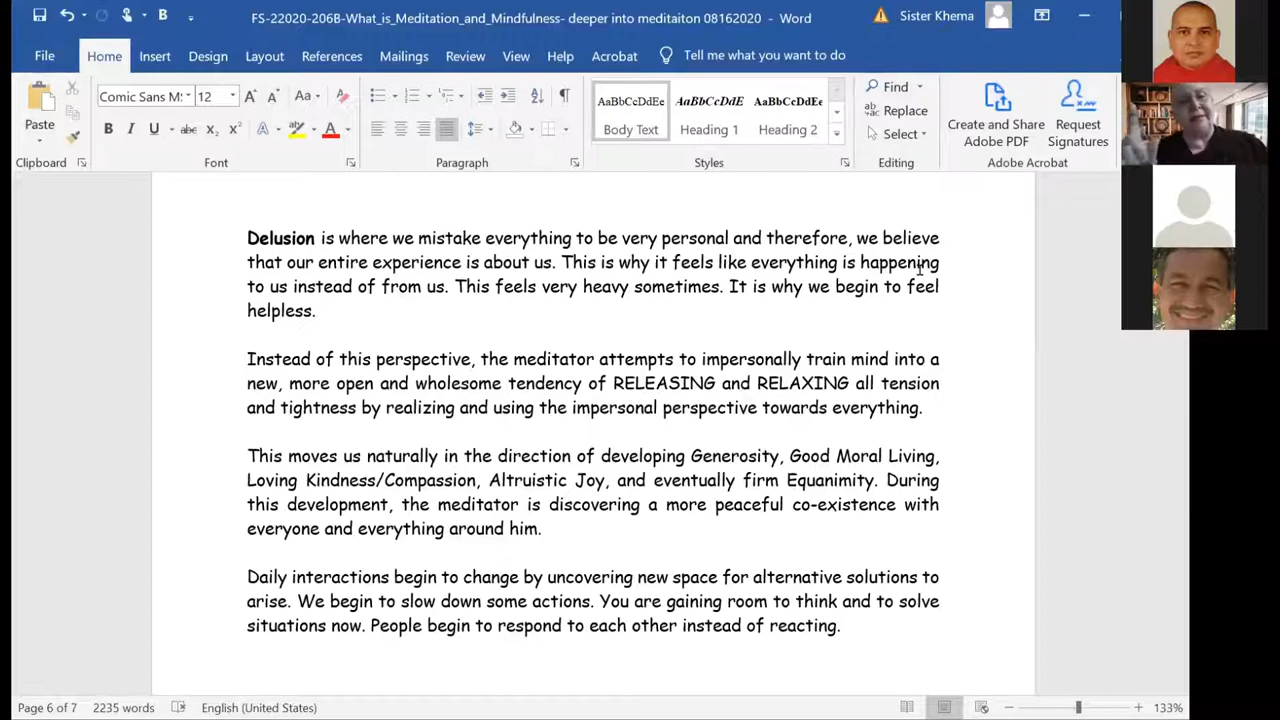 FS-22020-206B-What_is_Meditation_and_Mindfulness- deeper into meditaiton 08162020 - Word
Sister Khema
File Home Insert Design Layout References Mailings Review View Help Acrobat Tell me what you want to do
Paste
Clipboard
Comic Sans M: 12
Aa
B I U abc X2 X2 A A
Font
Paragraph
AaBbCcDdEe AaBbCcDdE AaBbCcDdEe
Body Text Heading 1 Heading 2
Styles
Find
Replace
Select
Editing
Create and Share
Adobe PDF
Request
Signatures
Adobe Acrobat
Delusion is where we mistake everything to be very personal and therefore, we believe
that our entire experience is about us. This is why it feels like everything is happening
to us instead of from us. This feels very heavy sometimes. It is why we begin to feel
helpless.
Instead of this perspective, the meditator attempts to impersonally train mind into a
new, more open and wholesome tendency of RELEASING and RELAXING all tension
and tightness by realizing and using the impersonal perspective towards everything.
This moves us naturally in the direction of developing Generosity, Good Moral Living,
Loving Kindness/Compassion, Altruistic Joy, and eventually firm Equanimity. During
this development, the meditator is discovering a more peaceful co-existence with
everyone and everything around him.
Daily interactions begin to change by uncovering new space for alternative solutions to
arise. We begin to slow down some actions. You are gaining room to think and to solve
situations now. People begin to respond to each other instead of reacting.
Page 6 of 7 2235 words English (United States) 133%